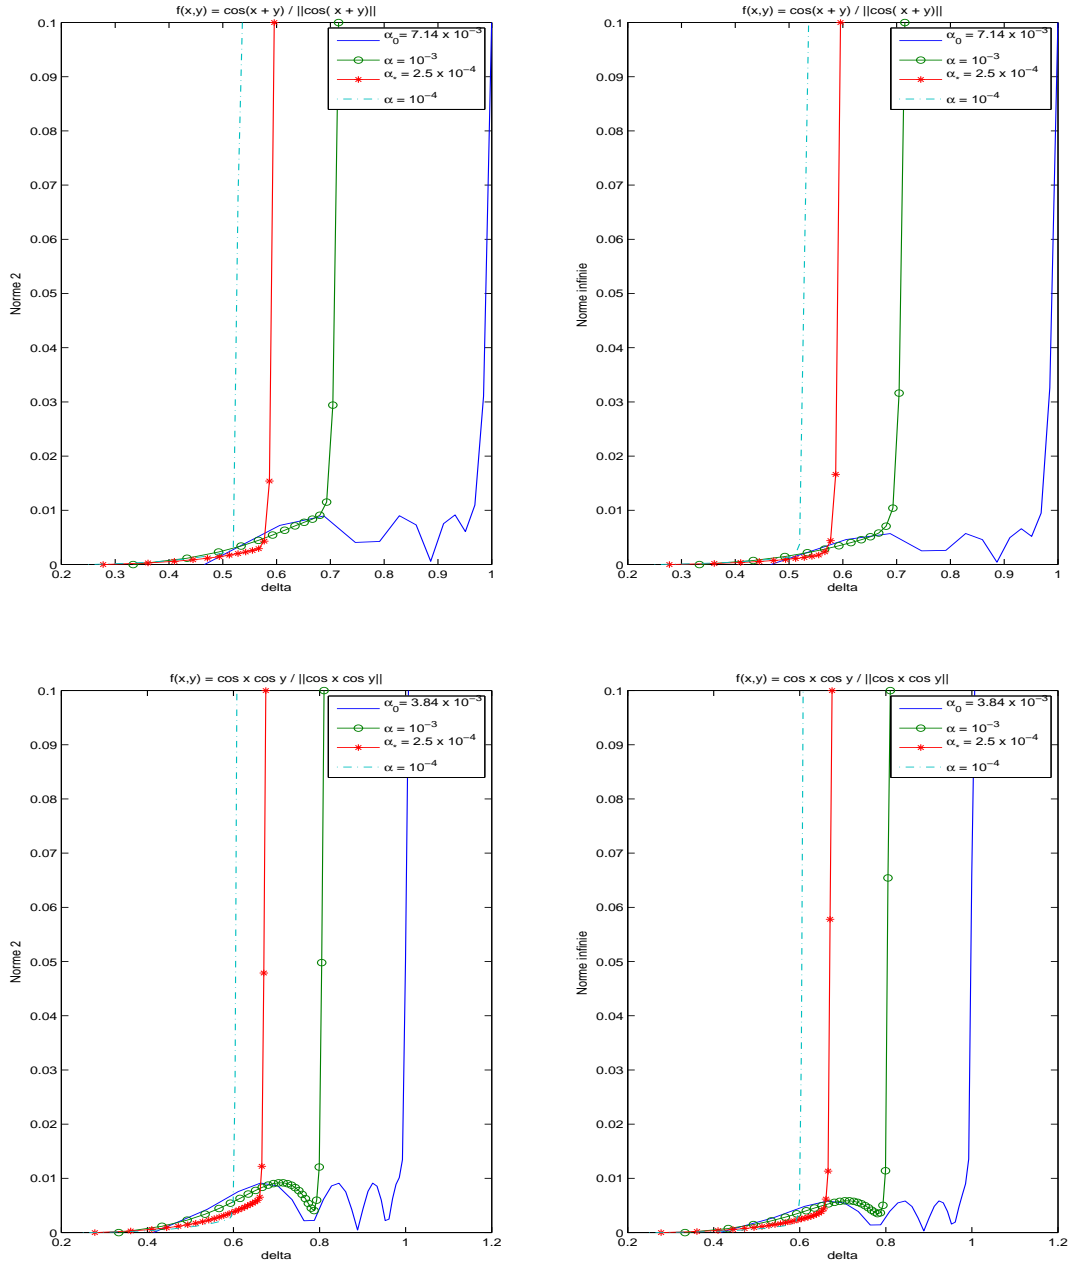 f(x,y) = cos(x + y) / ||cos( x + y)||
0.1
0.09
0.08
0.07
0.06
0.05
0.04
0.03
0.02
0.01
0
Norme 2
0.2 0.3 0.4 0.5 0.6 0.7 0.8 0.9 1
delta
α₀ = 7.14 x 10⁻³
α = 10⁻³
α* = 2.5 x 10⁻⁴
α = 10⁻⁴
f(x,y) = cos(x + y) / ||cos( x + y)||
0.1
0.09
0.08
0.07
0.06
0.05
0.04
0.03
0.02
0.01
0
Norme infinie
0.2 0.3 0.4 0.5 0.6 0.7 0.8 0.9 1
delta
α₀ = 7.14 x 10⁻³
α = 10⁻³
α* = 2.5 x 10⁻⁴
α = 10⁻⁴
f(x,y) = cos x cos y / ||cos x cos y||
0.1
0.09
0.08
0.07
0.06
0.05
0.04
0.03
0.02
0.01
0
Norme 2
0.2 0.4 0.6 0.8 1 1.2
delta
α₀ = 3.84 x 10⁻³
α = 10⁻³
α* = 2.5 x 10⁻⁴
α = 10⁻⁴
f(x,y) = cos x cos y / ||cos x cos y||
0.1
0.09
0.08
0.07
0.06
0.05
0.04
0.03
0.02
0.01
0
Norme infinie
0.2 0.4 0.6 0.8 1 1.2
delta
α₀ = 3.84 x 10⁻³
α = 10⁻³
α* = 2.5 x 10⁻⁴
α = 10⁻⁴